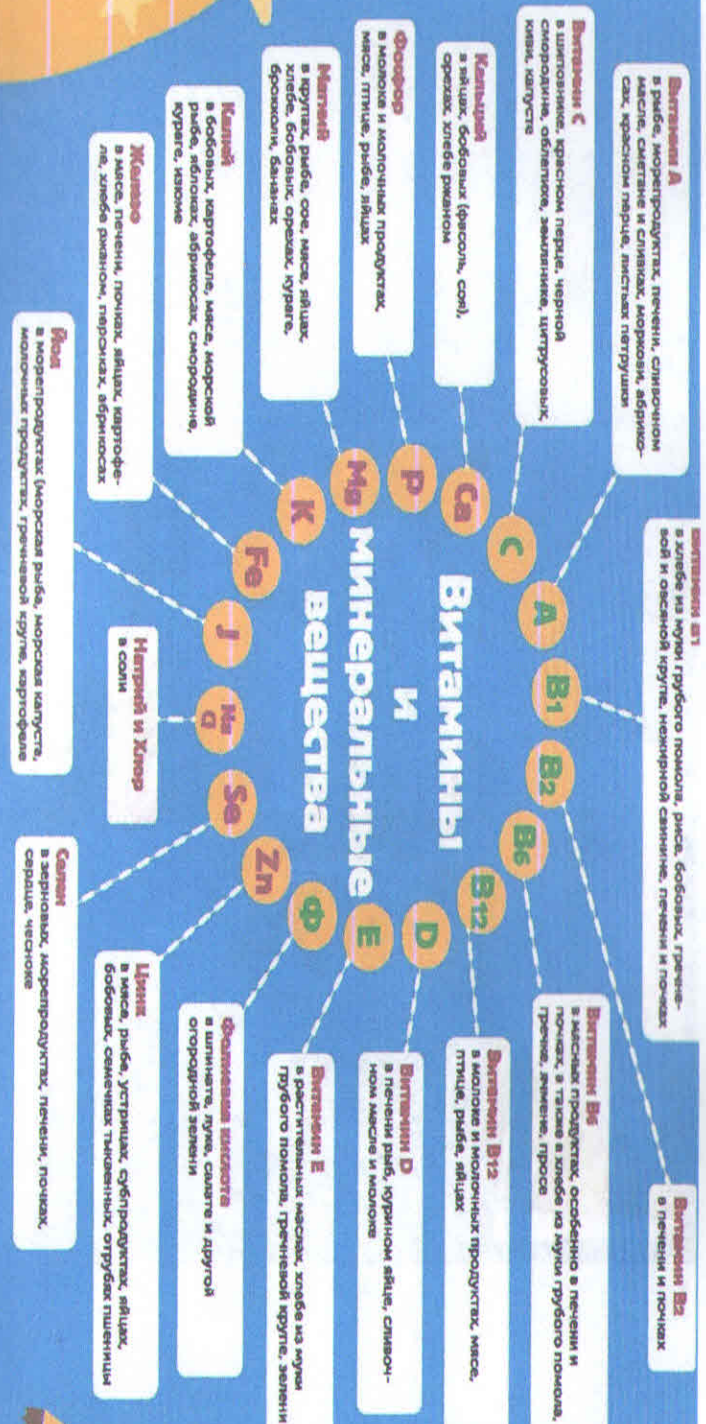 Витамин B1
в хлебе из муки грубого помола, рисе, бобовых, гречне-
вой и овсяной крупе, нежирной свинине, печени и почках
Витамин A
в рыбе, морепродуктах, печени, сливочном
масле, сметане и сливках, моркови, абрико-
сах, красном перце, листьях петрушки
Витамин C
в шиповнике, красном перце, черной
смородине, облепихе, землянике, цитрусовых,
киви, капусте
Кальций
в яйцах, бобовых (фасоль, соя),
орехах, хлебе ржаном
Фосфор
в молоке и молочных продуктах,
мясе, птице, рыбе, яйцах
Магний
в крупах, рыбе, сое, мясе, яйцах,
хлебе, бобовых, орехах, кураге,
брокколи, бананах
Калий
в бобовых, картофеле, мясе, морской
рыбе, яблоках, абрикосах, смородине,
кураге, изюме
Железо
в мясе, печени, почках, яйцах, картофе-
ле, хлебе ржаном, персиках, абрикосах
Йод
в морепродуктах (морская рыба, морская капуста,
молочных продуктах, гречневой крупе, картофеле
Натрий и Хлор
в соли
Витамины
и
минеральные
вещества
A
B1
B2
B6
B12
D
E
Ф
Zn
Se
Na
Cl
J
Fe
K
Mg
P
Ca
C
Витамин B2
в печени и почках
Витамин B6
в мясных продуктах, особенно в печени и
почках, а также в хлебе из муки грубого помола,
гречке, ячмене, просе
Витамин B12
в молоке и молочных продуктах, мясе,
птице, рыбе, яйцах
Витамин D
в печени рыб, курином яйце, сливоч-
ном масле и молоке
Витамин E
в растительных маслах, хлебе из муки
грубого помола, гречневой крупе, зелени
Фолиевая кислота
в шпинате, луке, салате и другой
огородной зелени
Цинк
в мясе, рыбе, устрицах, субпродуктах, яйцах,
бобовых, семечках тыквенных, отрубях пшеницы
Селен
в зерновых, морепродуктах, печени, почках,
сердце, чесноке